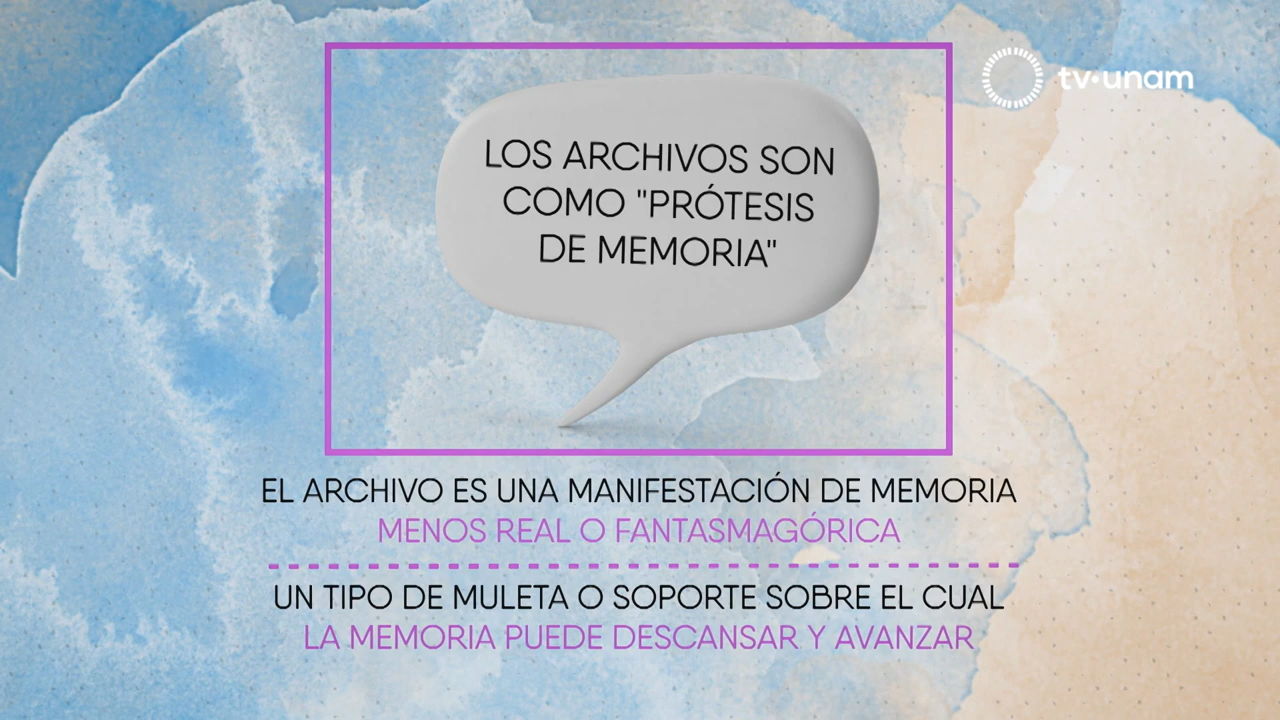 tv·unam
LOS ARCHIVOS SON
COMO "PRÓTESIS
DE MEMORIA"
EL ARCHIVO ES UNA MANIFESTACIÓN DE MEMORIA
MENOS REAL O FANTASMAGÓRICA
UN TIPO DE MULETA O SOPORTE SOBRE EL CUAL
LA MEMORIA PUEDE DESCANSAR Y AVANZAR